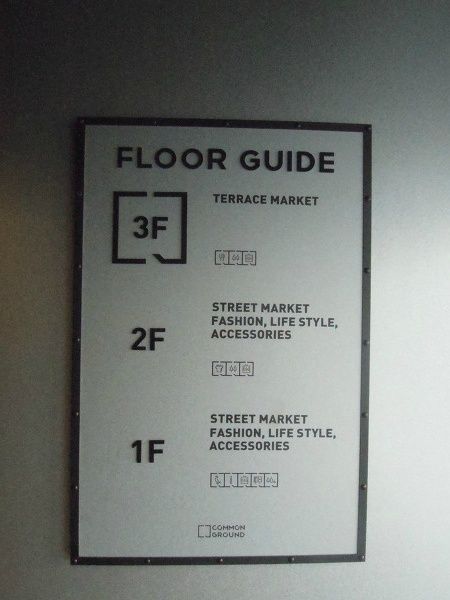 FLOOR GUIDE
3F
TERRACE MARKET
2F
STREET MARKET
FASHION, LIFE STYLE,
ACCESSORIES
1F
STREET MARKET
FASHION, LIFE STYLE,
ACCESSORIES
COMMON
GROUND